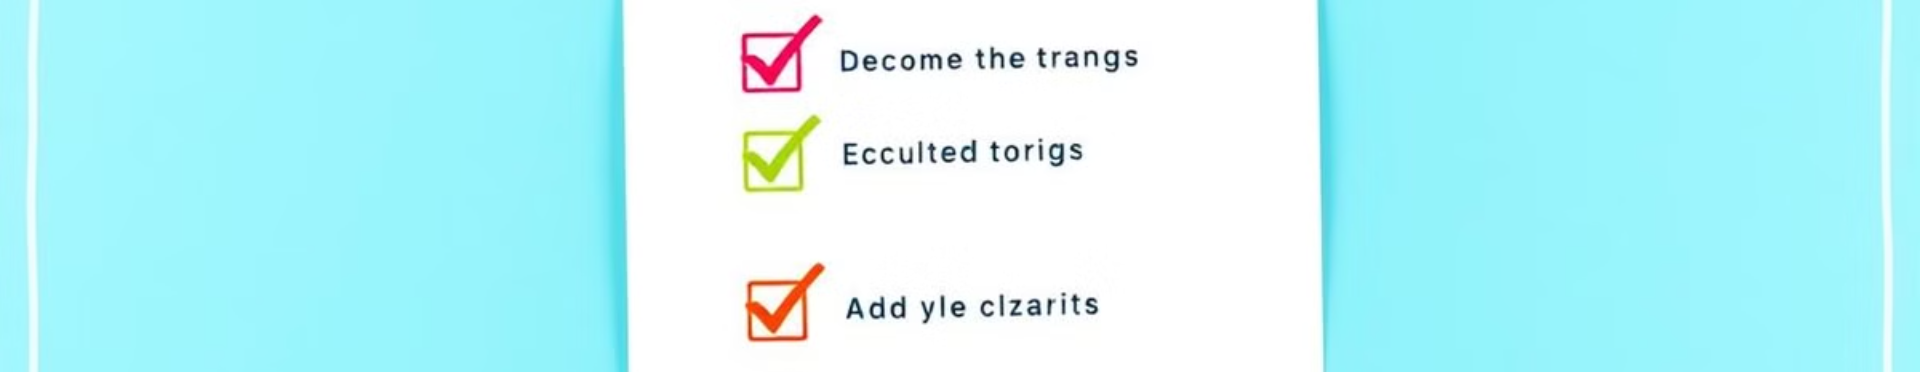 Decome the trangs
Ecculted torigs
Add yle clzarits